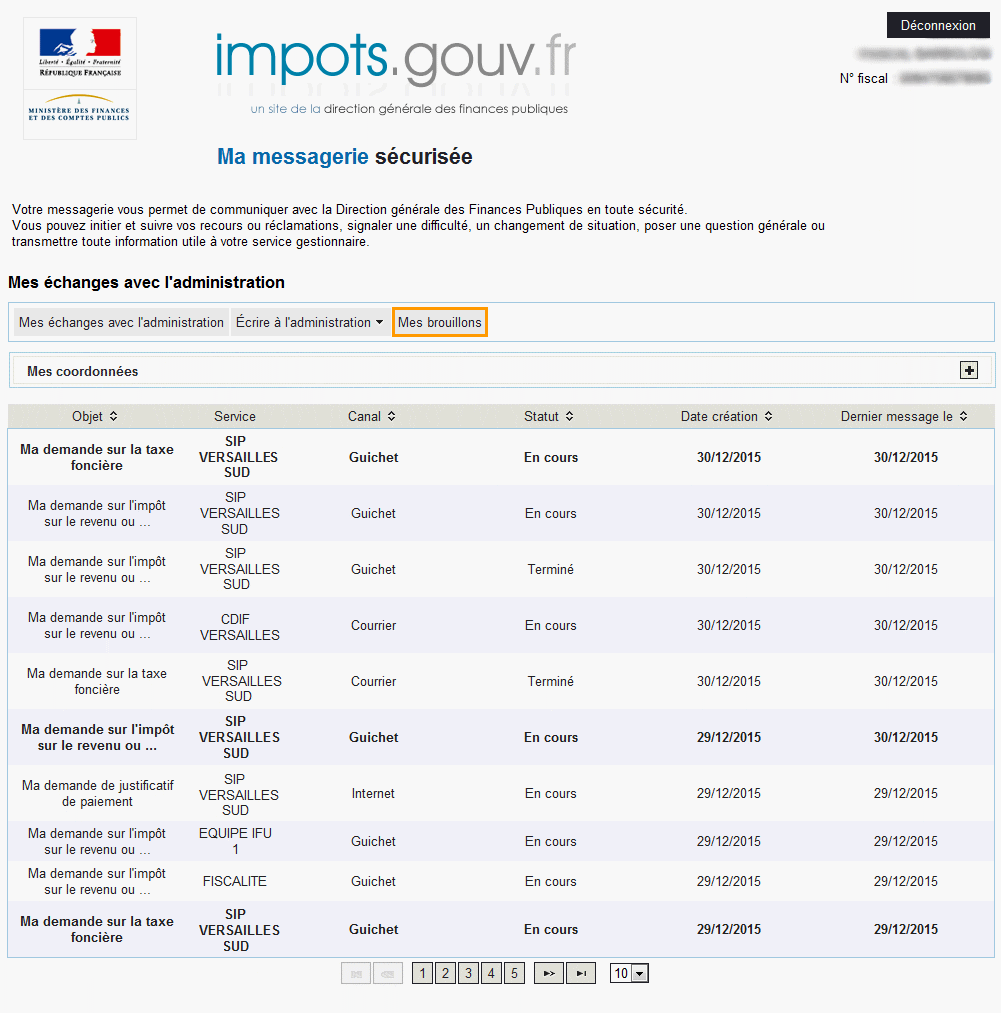 Déconnexion
Liberté • Égalité • Fraternité
RÉPUBLIQUE FRANÇAISE
MINISTÈRE DES FINANCES
ET DES COMPTES PUBLICS
impots.gouv.fr
un site de la direction générale des finances publiques
N° fiscal
Ma messagerie sécurisée
Votre messagerie vous permet de communiquer avec la Direction générale des Finances Publiques en toute sécurité.
Vous pouvez initier et suivre vos recours ou réclamations, signaler une difficulté, un changement de situation, poser une question générale ou
transmettre toute information utile à votre service gestionnaire.
Mes échanges avec l'administration
Mes échanges avec l'administration Écrire à l'administration Mes brouillons
Mes coordonnées
Objet Service Canal Statut Date création Dernier message le
Ma demande sur la taxe foncière SIP VERSAILLES SUD Guichet En cours 30/12/2015 30/12/2015
Ma demande sur l'impôt sur le revenu ou ... SIP VERSAILLES SUD Guichet En cours 30/12/2015 30/12/2015
Ma demande sur l'impôt sur le revenu ou ... SIP VERSAILLES SUD Guichet Terminé 30/12/2015 30/12/2015
Ma demande sur l'impôt sur le revenu ou ... CDIF VERSAILLES Courrier En cours 30/12/2015 30/12/2015
Ma demande sur la taxe foncière SIP VERSAILLES SUD Courrier Terminé 30/12/2015 30/12/2015
Ma demande sur l'impôt sur le revenu ou ... SIP VERSAILLES SUD Guichet En cours 29/12/2015 30/12/2015
Ma demande de justificatif de paiement SIP VERSAILLES SUD Internet En cours 29/12/2015 29/12/2015
Ma demande sur l'impôt sur le revenu ou ... EQUIPE IFU 1 Guichet En cours 29/12/2015 29/12/2015
Ma demande sur l'impôt sur le revenu ou ... FISCALITE Guichet En cours 29/12/2015 29/12/2015
Ma demande sur la taxe foncière SIP VERSAILLES SUD Guichet En cours 29/12/2015 29/12/2015
1 2 3 4 5 10